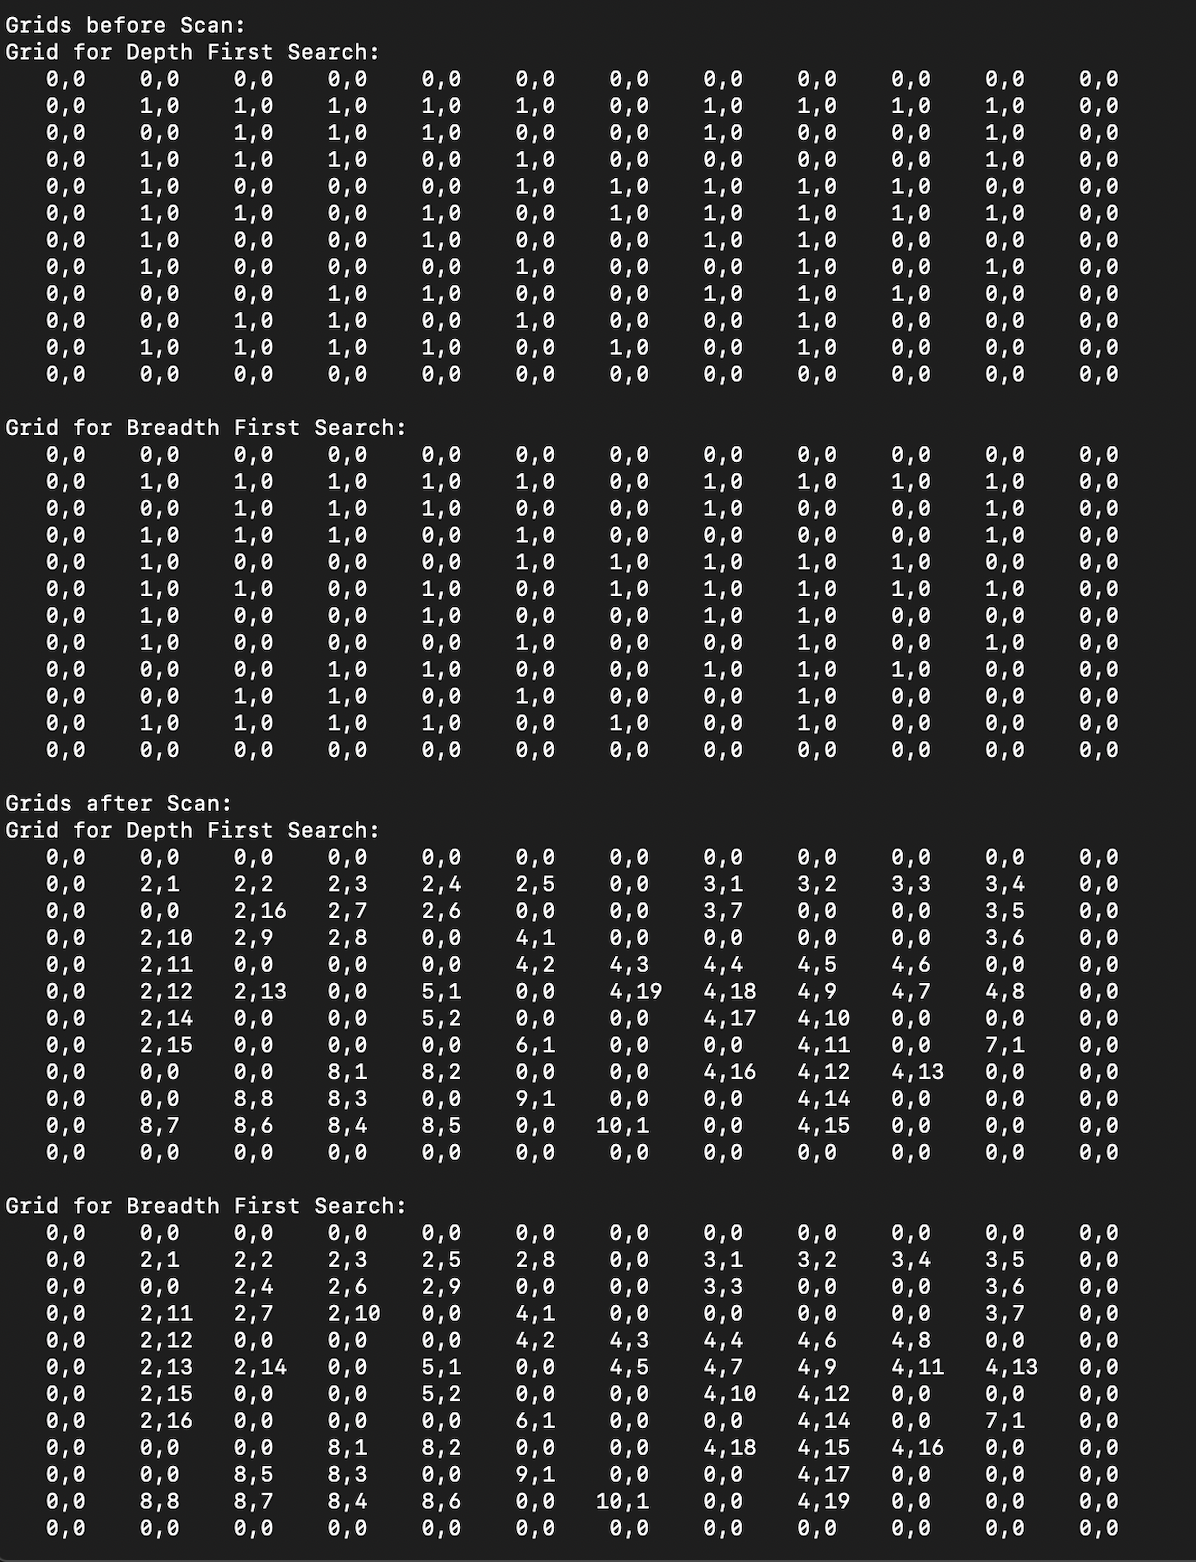 Grids before Scan:
Grid for Depth First Search:
0,0 0,0 0,0 0,0 0,0 0,0 0,0 0,0 0,0 0,0 0,0 0,0
0,0 1,0 1,0 1,0 1,0 1,0 0,0 1,0 1,0 1,0 1,0 0,0
0,0 0,0 1,0 1,0 1,0 0,0 0,0 1,0 0,0 0,0 1,0 0,0
0,0 1,0 1,0 1,0 0,0 1,0 0,0 0,0 0,0 0,0 1,0 0,0
0,0 1,0 0,0 0,0 0,0 1,0 1,0 1,0 1,0 1,0 0,0 0,0
0,0 1,0 1,0 0,0 1,0 0,0 1,0 1,0 1,0 1,0 1,0 0,0
0,0 1,0 0,0 0,0 1,0 0,0 0,0 1,0 1,0 0,0 0,0 0,0
0,0 1,0 0,0 0,0 0,0 1,0 0,0 0,0 1,0 0,0 1,0 0,0
0,0 0,0 0,0 1,0 1,0 0,0 0,0 1,0 1,0 1,0 0,0 0,0
0,0 0,0 1,0 1,0 0,0 1,0 0,0 0,0 1,0 0,0 0,0 0,0
0,0 1,0 1,0 1,0 1,0 0,0 1,0 0,0 1,0 0,0 0,0 0,0
0,0 0,0 0,0 0,0 0,0 0,0 0,0 0,0 0,0 0,0 0,0 0,0
Grid for Breadth First Search:
0,0 0,0 0,0 0,0 0,0 0,0 0,0 0,0 0,0 0,0 0,0 0,0
0,0 1,0 1,0 1,0 1,0 1,0 0,0 1,0 1,0 1,0 1,0 0,0
0,0 0,0 1,0 1,0 1,0 0,0 0,0 1,0 0,0 0,0 1,0 0,0
0,0 1,0 1,0 1,0 0,0 1,0 0,0 0,0 0,0 0,0 1,0 0,0
0,0 1,0 0,0 0,0 0,0 1,0 1,0 1,0 1,0 1,0 0,0 0,0
0,0 1,0 1,0 0,0 1,0 0,0 1,0 1,0 1,0 1,0 1,0 0,0
0,0 1,0 0,0 0,0 1,0 0,0 0,0 1,0 1,0 0,0 0,0 0,0
0,0 1,0 0,0 0,0 0,0 1,0 0,0 0,0 1,0 0,0 1,0 0,0
0,0 0,0 0,0 1,0 1,0 0,0 0,0 1,0 1,0 1,0 0,0 0,0
0,0 0,0 1,0 1,0 0,0 1,0 0,0 0,0 1,0 0,0 0,0 0,0
0,0 1,0 1,0 1,0 1,0 0,0 1,0 0,0 1,0 0,0 0,0 0,0
0,0 0,0 0,0 0,0 0,0 0,0 0,0 0,0 0,0 0,0 0,0 0,0
Grids after Scan:
Grid for Depth First Search:
0,0 0,0 0,0 0,0 0,0 0,0 0,0 0,0 0,0 0,0 0,0 0,0
0,0 2,1 2,2 2,3 2,4 2,5 0,0 3,1 3,2 3,3 3,4 0,0
0,0 0,0 2,16 2,7 2,6 0,0 0,0 3,7 0,0 0,0 3,5 0,0
0,0 2,10 2,9 2,8 0,0 4,1 0,0 0,0 0,0 0,0 3,6 0,0
0,0 2,11 0,0 0,0 0,0 4,2 4,3 4,4 4,5 4,6 0,0 0,0
0,0 2,12 2,13 0,0 5,1 0,0 4,19 4,18 4,9 4,7 4,8 0,0
0,0 2,14 0,0 0,0 5,2 0,0 0,0 4,17 4,10 0,0 0,0 0,0
0,0 2,15 0,0 0,0 0,0 6,1 0,0 0,0 4,11 0,0 7,1 0,0
0,0 0,0 0,0 8,1 8,2 0,0 0,0 4,16 4,12 4,13 0,0 0,0
0,0 0,0 8,8 8,3 0,0 9,1 0,0 0,0 4,14 0,0 0,0 0,0
0,0 8,7 8,6 8,4 8,5 0,0 10,1 0,0 4,15 0,0 0,0 0,0
0,0 0,0 0,0 0,0 0,0 0,0 0,0 0,0 0,0 0,0 0,0 0,0
Grid for Breadth First Search:
0,0 0,0 0,0 0,0 0,0 0,0 0,0 0,0 0,0 0,0 0,0 0,0
0,0 2,1 2,2 2,3 2,5 2,8 0,0 3,1 3,2 3,4 3,5 0,0
0,0 0,0 2,4 2,6 2,9 0,0 0,0 3,3 0,0 0,0 3,6 0,0
0,0 2,11 2,7 2,10 0,0 4,1 0,0 0,0 0,0 0,0 3,7 0,0
0,0 2,12 0,0 0,0 0,0 4,2 4,3 4,4 4,6 4,8 0,0 0,0
0,0 2,13 2,14 0,0 5,1 0,0 4,5 4,7 4,9 4,11 4,13 0,0
0,0 2,15 0,0 0,0 5,2 0,0 0,0 4,10 4,12 0,0 0,0 0,0
0,0 2,16 0,0 0,0 0,0 6,1 0,0 0,0 4,14 0,0 7,1 0,0
0,0 0,0 0,0 8,1 8,2 0,0 0,0 4,18 4,15 4,16 0,0 0,0
0,0 0,0 8,5 8,3 0,0 9,1 0,0 0,0 4,17 0,0 0,0 0,0
0,0 8,8 8,7 8,4 8,6 0,0 10,1 0,0 4,19 0,0 0,0 0,0
0,0 0,0 0,0 0,0 0,0 0,0 0,0 0,0 0,0 0,0 0,0 0,0